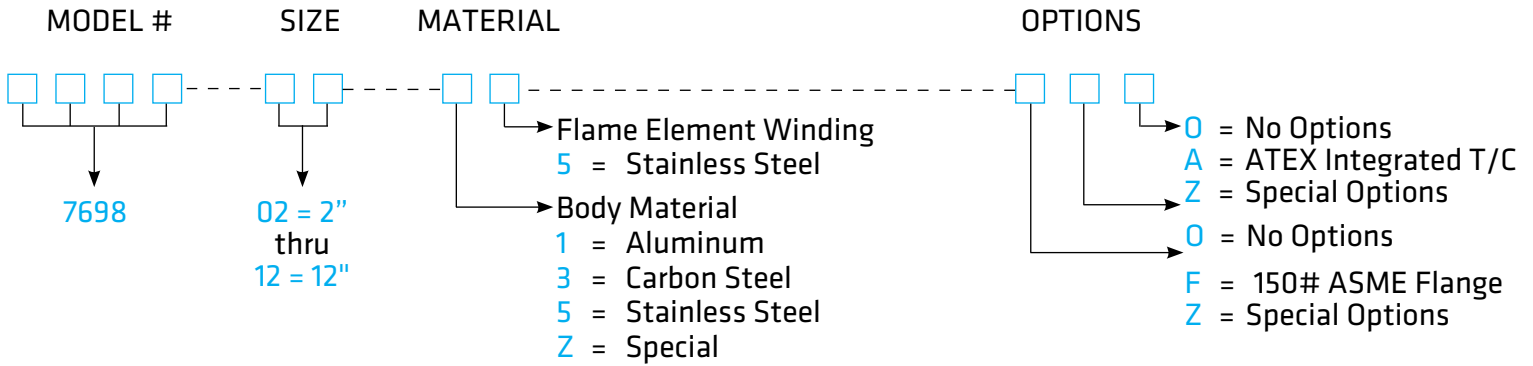 MODEL # SIZE MATERIAL OPTIONS
7698
02 = 2”
thru
12 = 12"
Flame Element Winding
5 = Stainless Steel
Body Material
1 = Aluminum
3 = Carbon Steel
5 = Stainless Steel
Z = Special
0 = No Options
A = ATEX Integrated T/C
Z = Special Options
0 = No Options
F = 150# ASME Flange
Z = Special Options